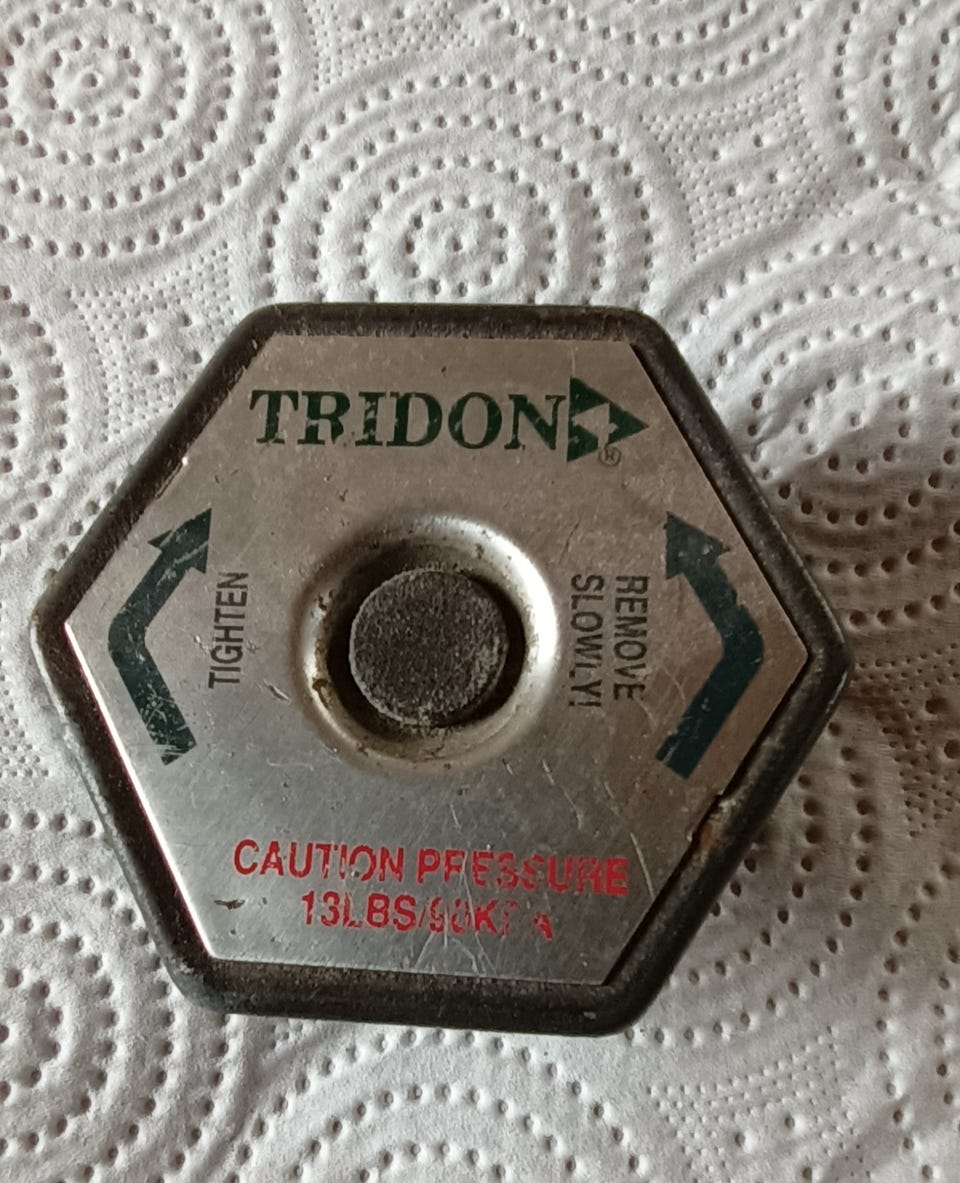 TRIDON
®
TIGHTEN
REMOVE
SLOWLY!
CAUTION PRESSURE
13LBS/90KPA